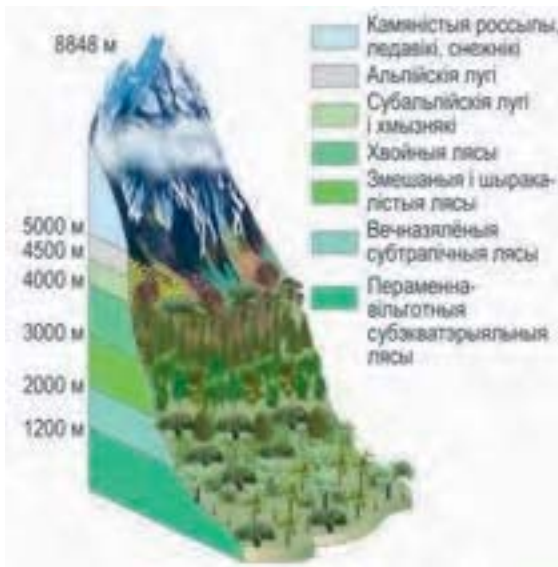 8848 м
5000 м
4500 м
4000 м
3000 м
2000 м
1200 м
Камяністыя россыпы,
ледавікі, снежнікі
Альпійскія лугі
Субальпійскія лугі
і хмызнякі
Хвойныя лясы
Змешаныя і шырака-
лістыя лясы
Вечназялёныя
субтрапічныя лясы
Пераменна-
вільготныя
субэкватарыяльныя
лясы